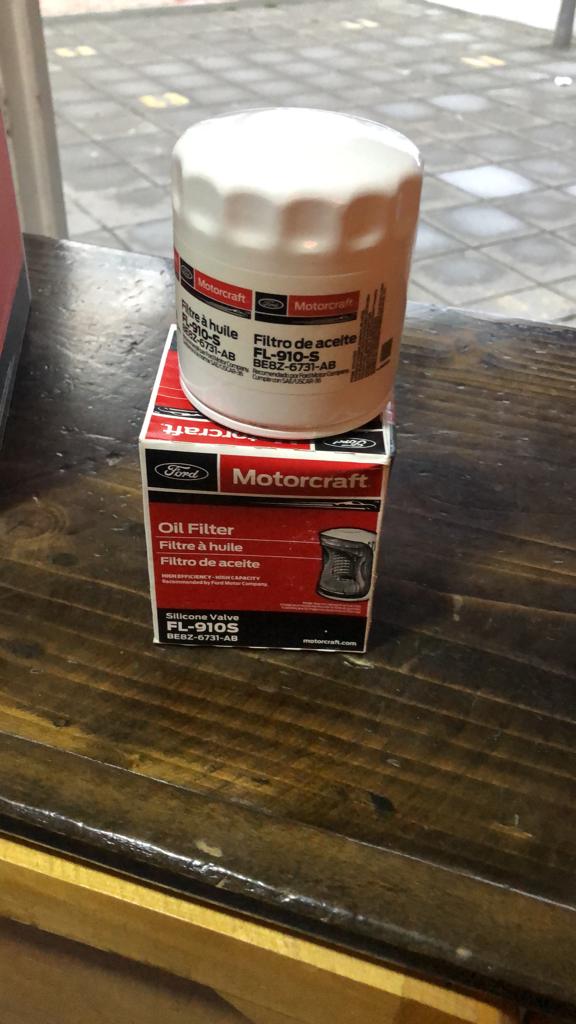 Ford
Motorcraft
Ford
Motorcraft
Filtre à huile
FL-910-S
BE8Z-6731-AB
Filtro de aceite
FL-910-S
BE8Z-6731-AB
Recomendado por Ford Motor Company
Cumple con SAE/USCAR-36
Motorcraft
Ford
Ford
Motorcraft
Oil Filter
Filtre à huile
Filtro de aceite
HIGH EFFICIENCY - HIGH CAPACITY
Recommended by Ford Motor Company.
Silicone Valve
FL-910S
BE8Z-6731-AB
motorcraft.com